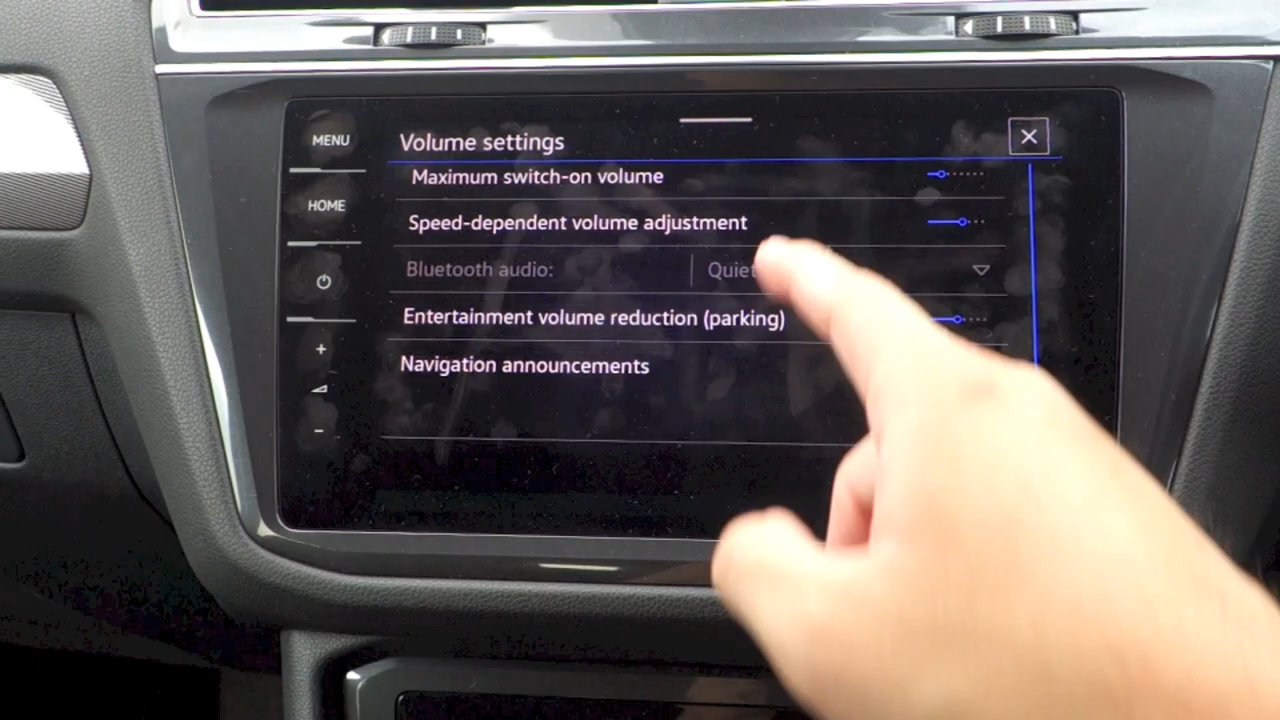 MENU
Volume settings
Maximum switch-on volume
HOME
Speed-dependent volume adjustment
Bluetooth audio:
Entertainment volume reduction (parking)
Navigation announcements